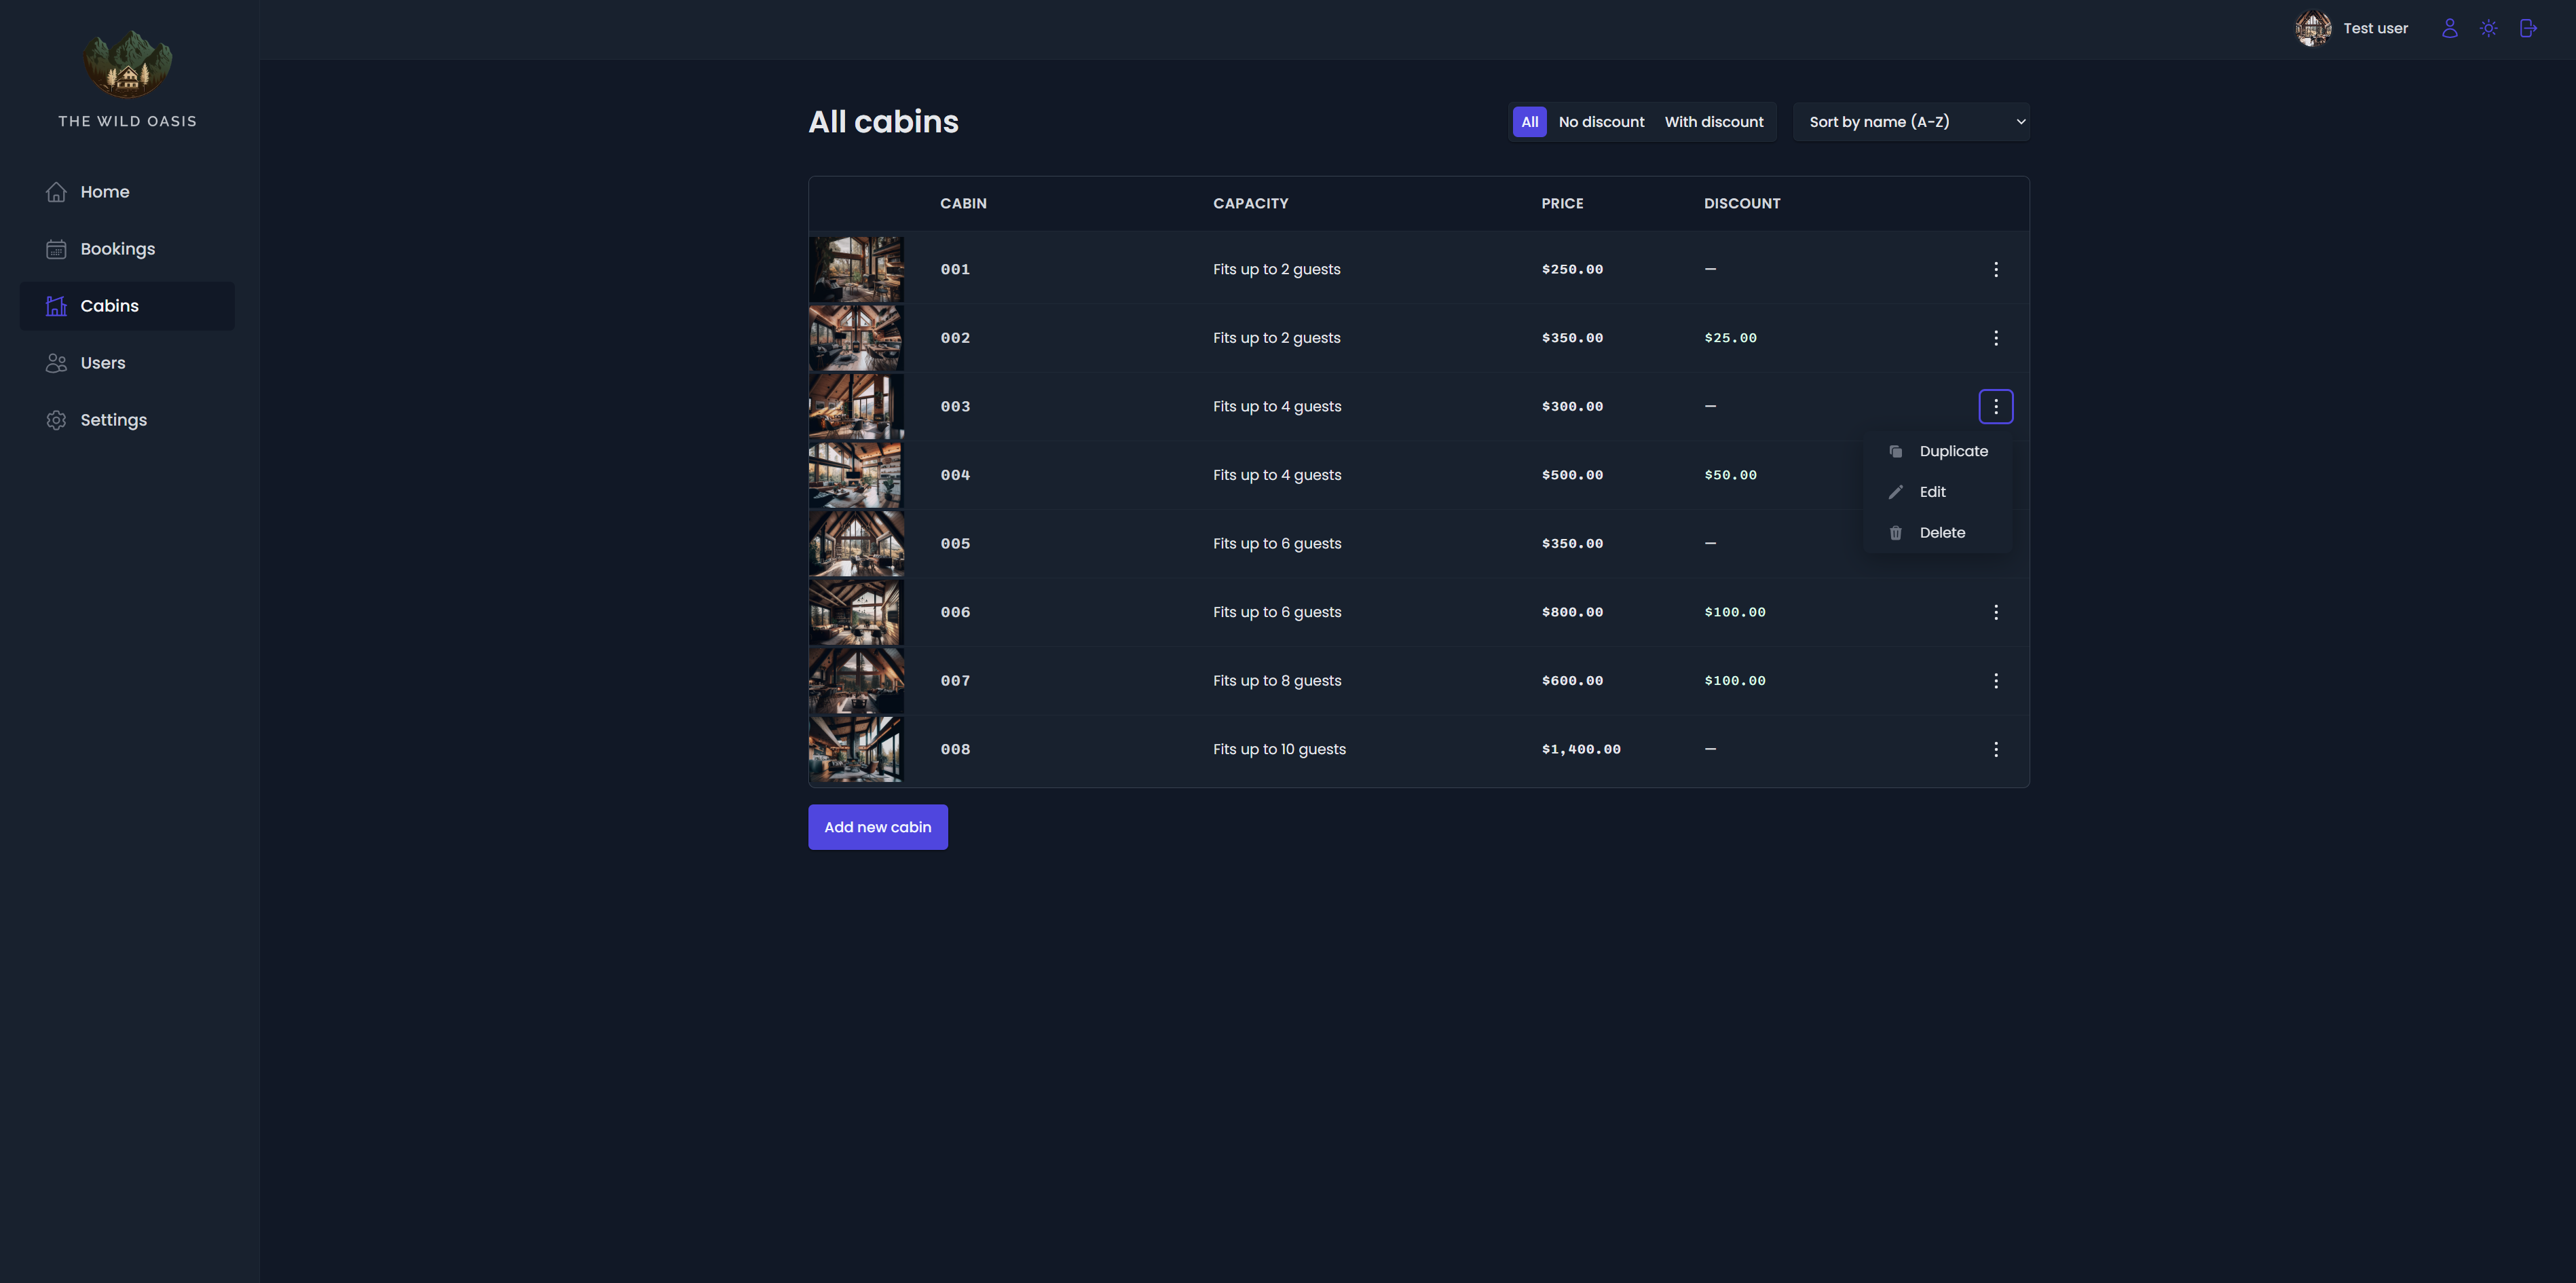 THE WILD OASIS
Home
Bookings
Cabins
Users
Settings
Test user
All cabins
All No discount With discount Sort by name (A-Z)
CABIN CAPACITY PRICE DISCOUNT
001 Fits up to 2 guests $250.00 —
002 Fits up to 2 guests $350.00 $25.00
003 Fits up to 4 guests $300.00 —
Duplicate
004 Fits up to 4 guests $500.00 $50.00
Edit
Delete
005 Fits up to 6 guests $350.00 —
006 Fits up to 6 guests $800.00 $100.00
007 Fits up to 8 guests $600.00 $100.00
008 Fits up to 10 guests $1,400.00 —
Add new cabin